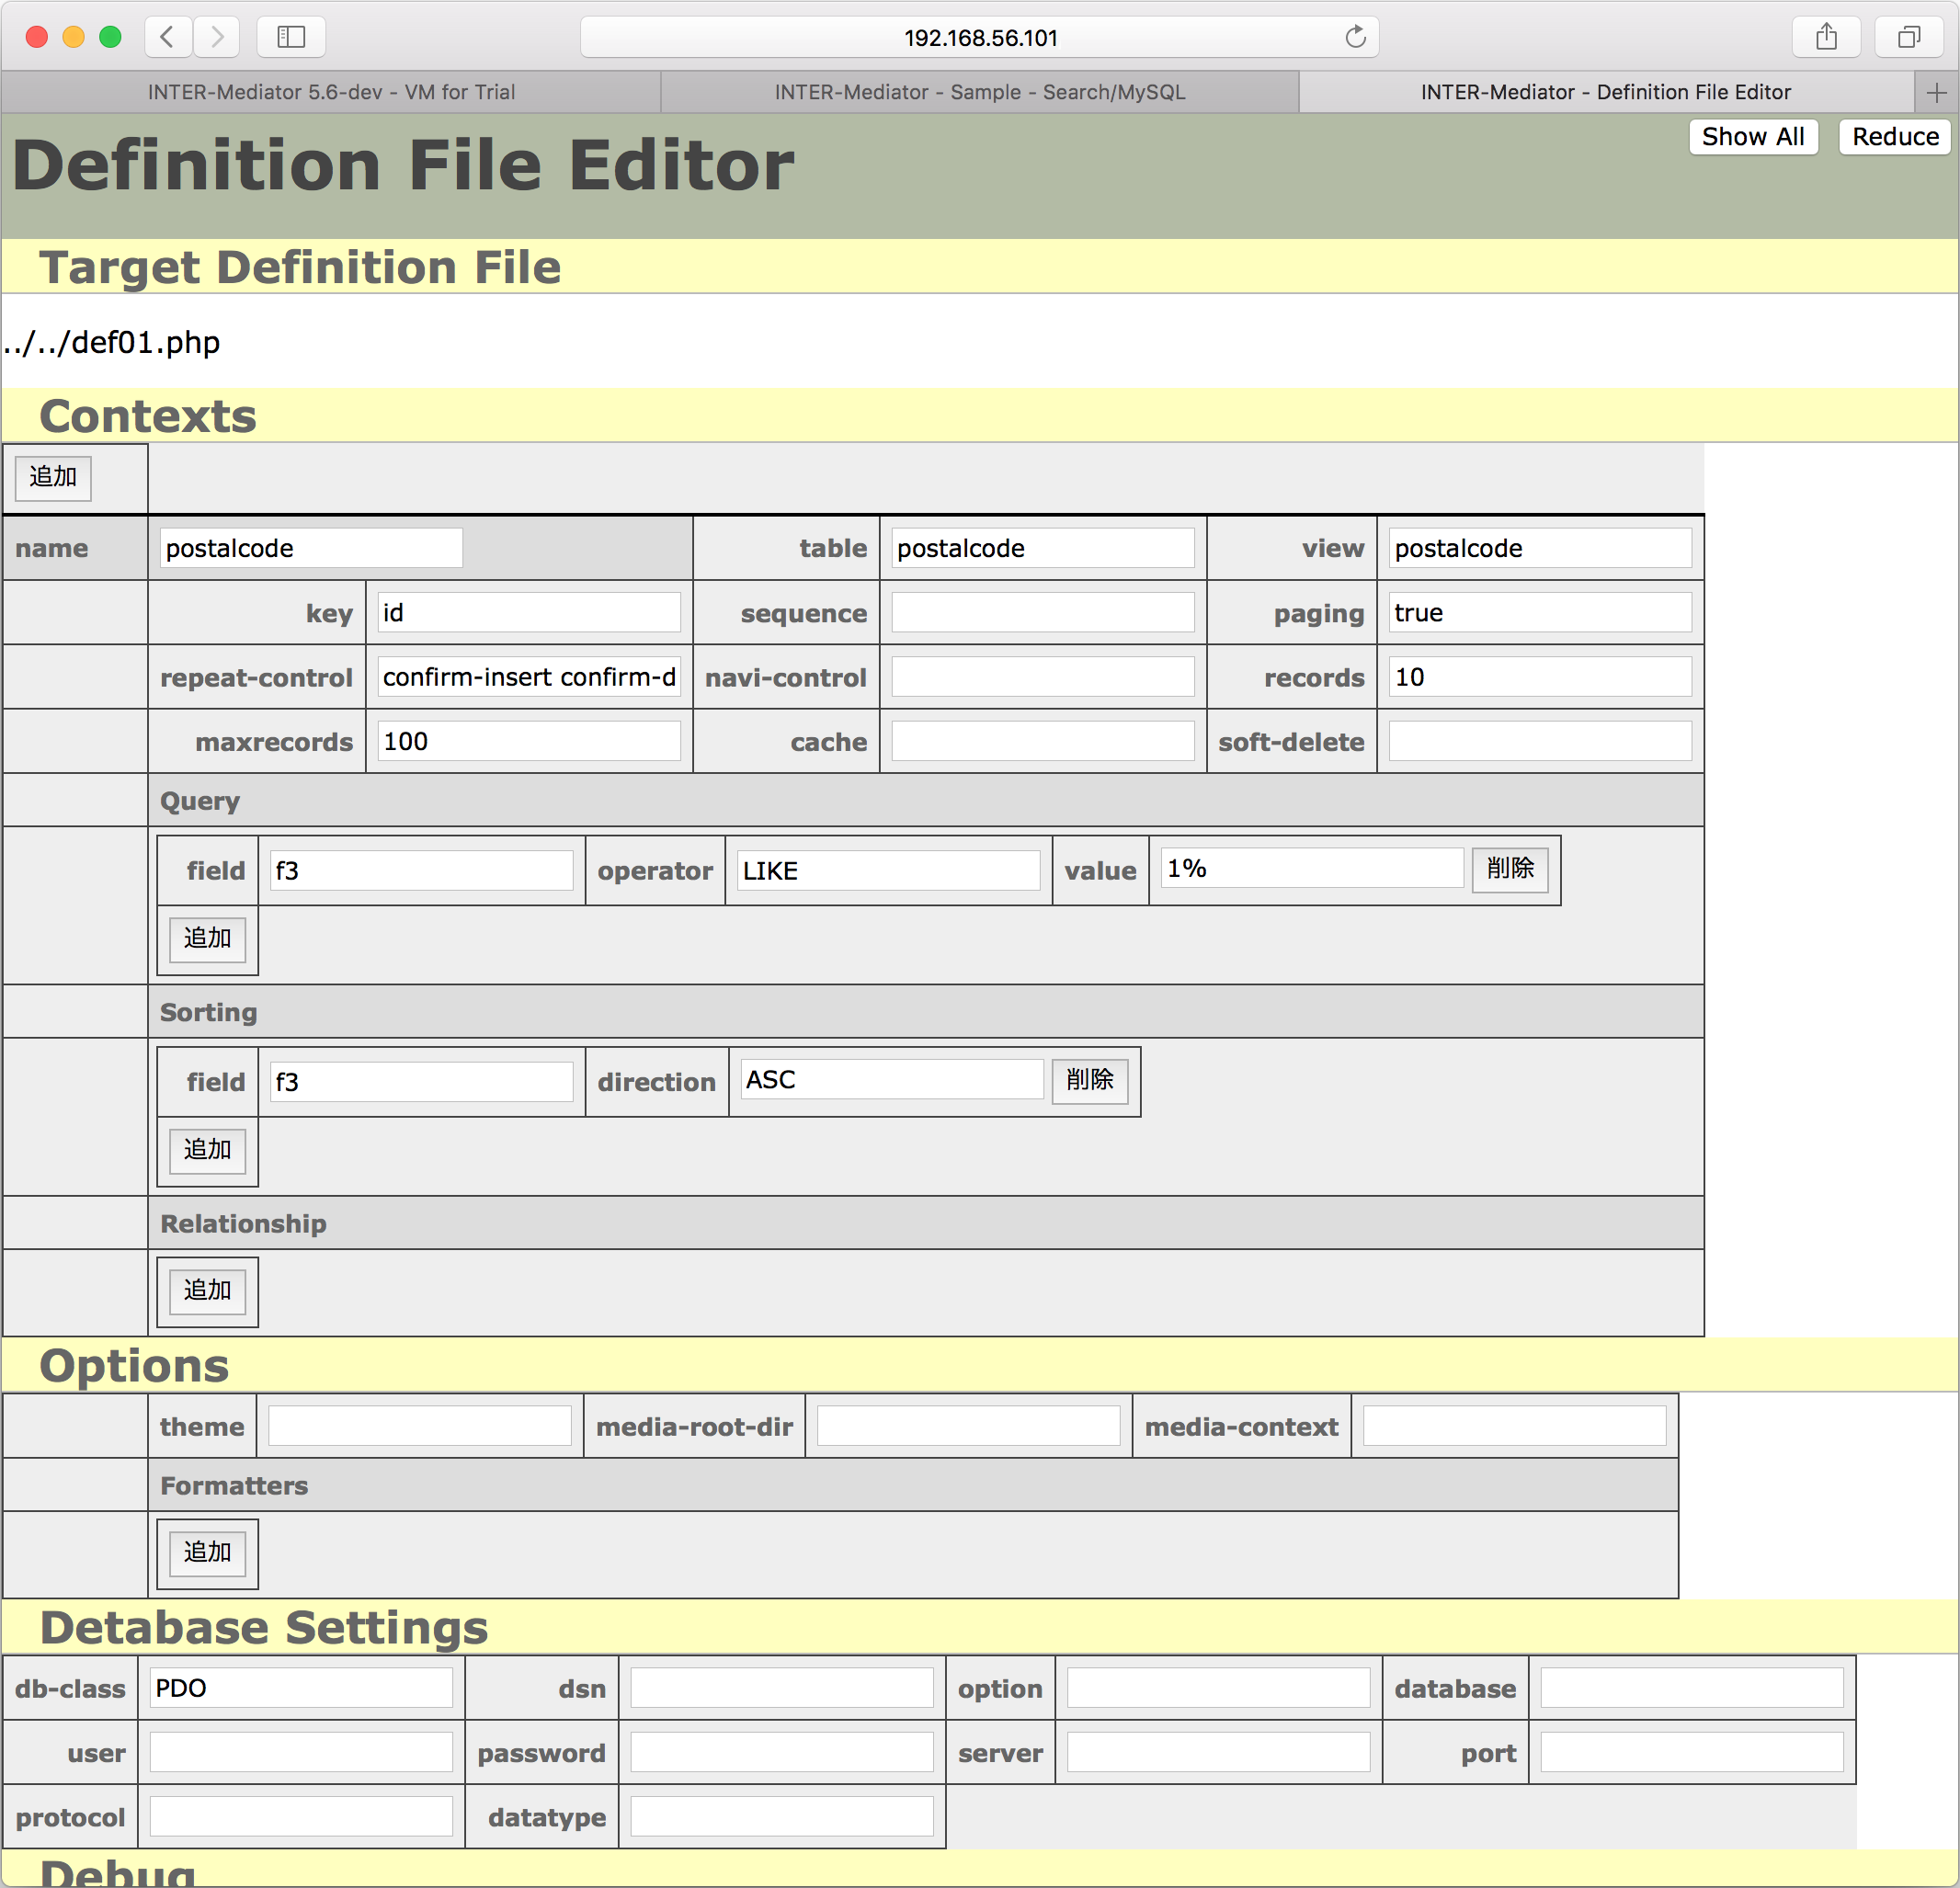 192.168.56.101
INTER-Mediator 5.6-dev - VM for Trial
INTER-Mediator - Sample - Search/MySQL
INTER-Mediator - Definition File Editor
Definition File Editor
Show All
Reduce
Target Definition File
../../def01.php
Contexts
追加
name postalcode table postalcode view postalcode
key id sequence paging true
repeat-control confirm-insert confirm-d navi-control records 10
maxrecords 100 cache soft-delete
Query
field f3 operator LIKE value 1% 削除
追加
Sorting
field f3 direction ASC 削除
追加
Relationship
追加
Options
theme media-root-dir media-context
Formatters
追加
Detabase Settings
db-class PDO dsn option database
user password server port
protocol datatype
Debug